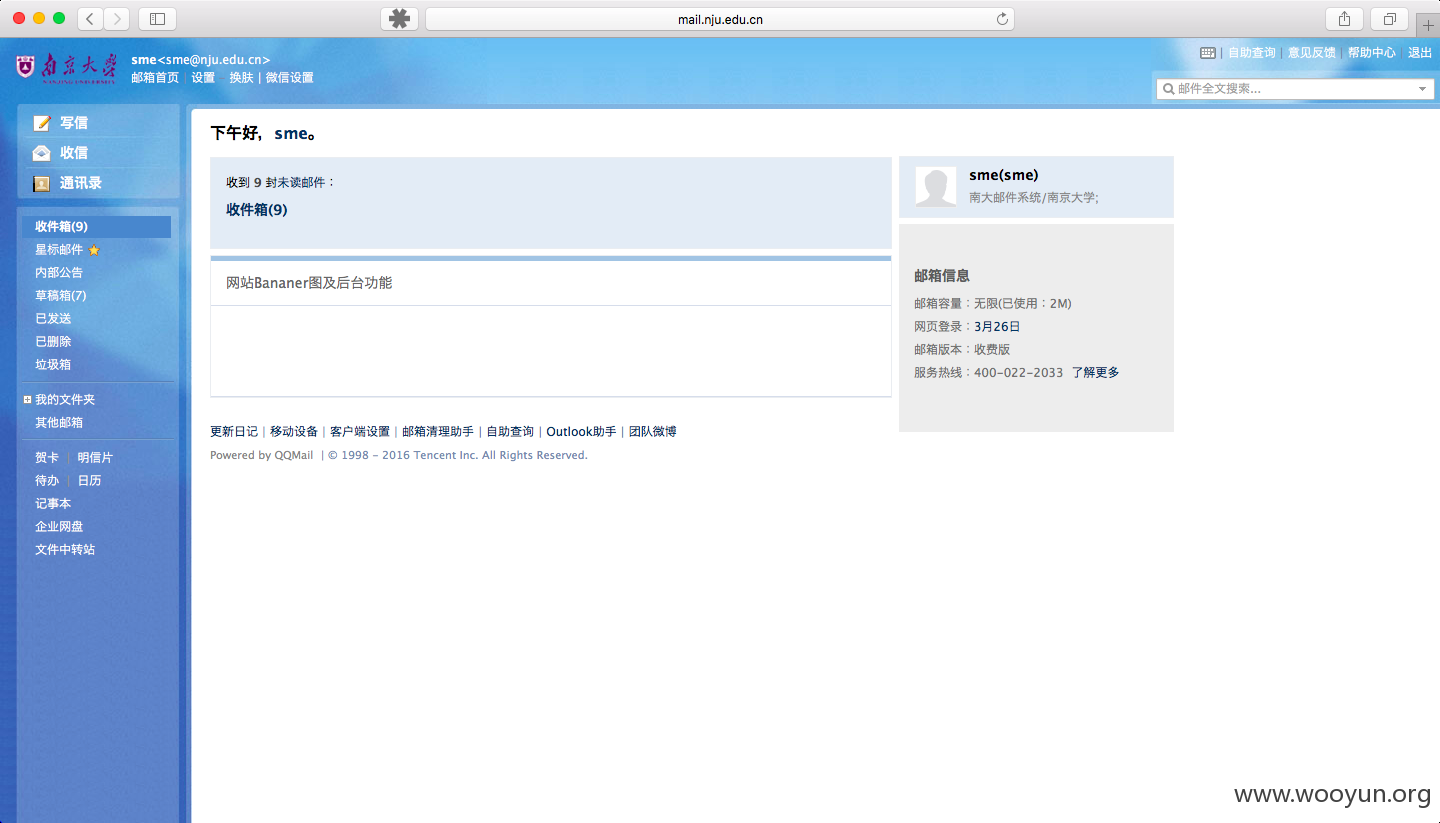 mail.nju.edu.cn
南京大学
NANJING UNIVERSITY
sme<sme@nju.edu.cn>
邮箱首页 | 设置 - 换肤 | 微信设置
| 自助查询 | 意见反馈 | 帮助中心 | 退出
邮件全文搜索...
写信
收信
通讯录
收件箱(9)
星标邮件
内部公告
草稿箱(7)
已发送
已删除
垃圾箱
我的文件夹
其他邮箱
贺卡 | 明信片
待办 | 日历
记事本
企业网盘
文件中转站
下午好，sme。
收到 9 封未读邮件：
收件箱(9)
网站Bananer图及后台功能
sme(sme)
南大邮件系统/南京大学;
邮箱信息
邮箱容量：无限(已使用：2M)
网页登录：3月26日
邮箱版本：收费版
服务热线：400-022-2033 了解更多
更新日记 | 移动设备 | 客户端设置 | 邮箱清理助手 | 自助查询 | Outlook助手 | 团队微博
Powered by QQMail | © 1998 - 2016 Tencent Inc. All Rights Reserved.
www.wooyun.org